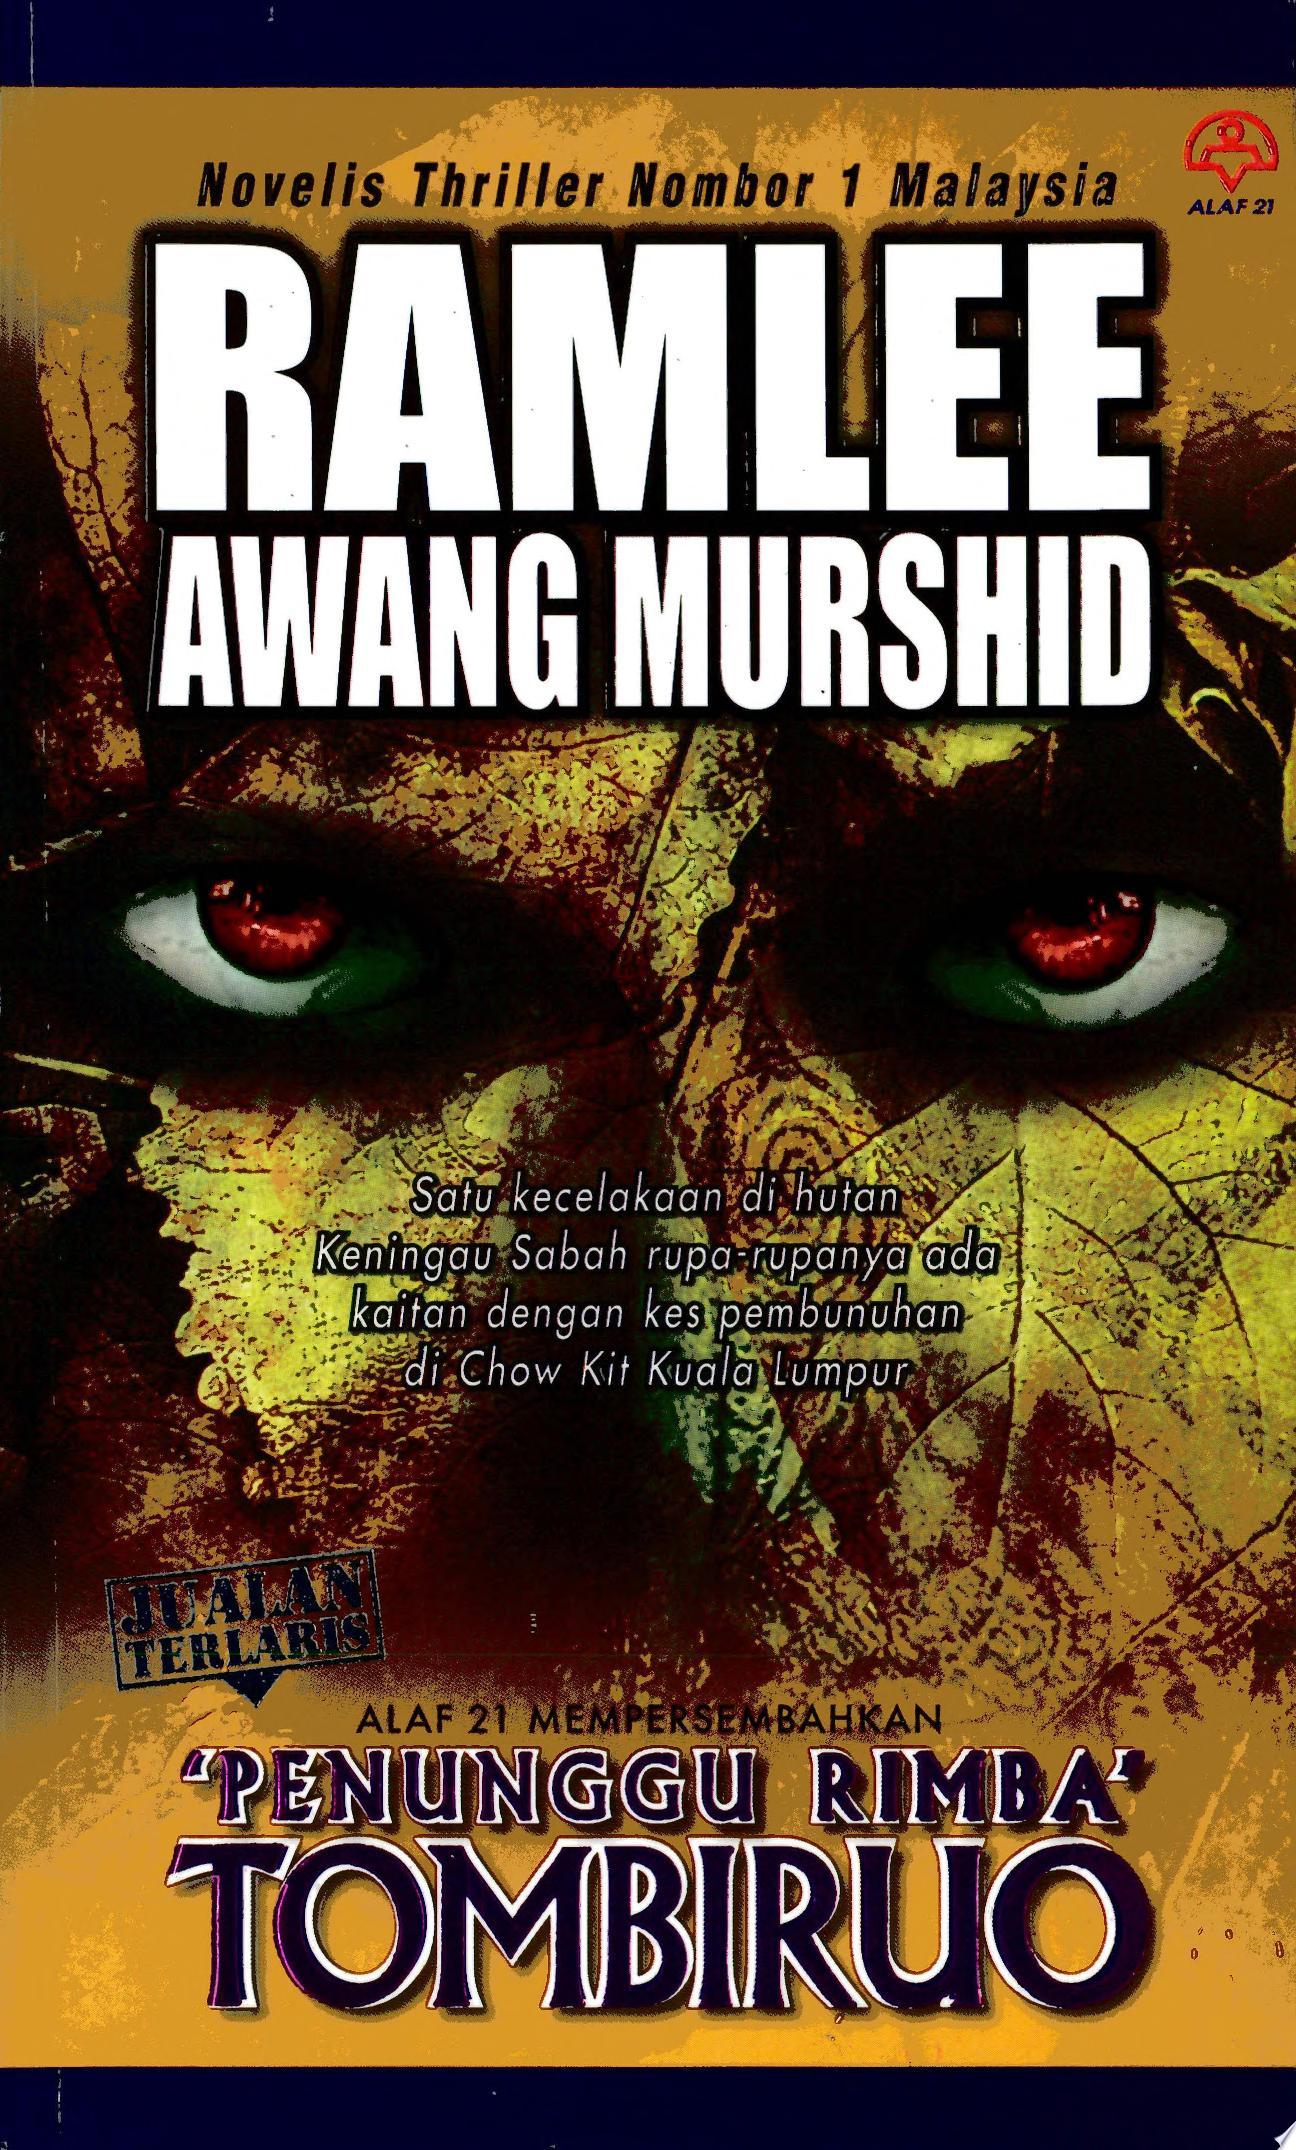 Novelis Thriller Nombor 1 Malaysia
ALAF 21
RAMLEE
AWANG MURSHID
Satu kecelakaan di hutan
Keningau Sabah rupa-rupanya ada
kaitan dengan kes pembunuhan
di Chow Kit Kuala Lumpur
JUALAN
TERLARIS
ALAF 21 MEMPERSEMBAHKAN
'PENUNGGU RIMBA'
TOMBIRUO